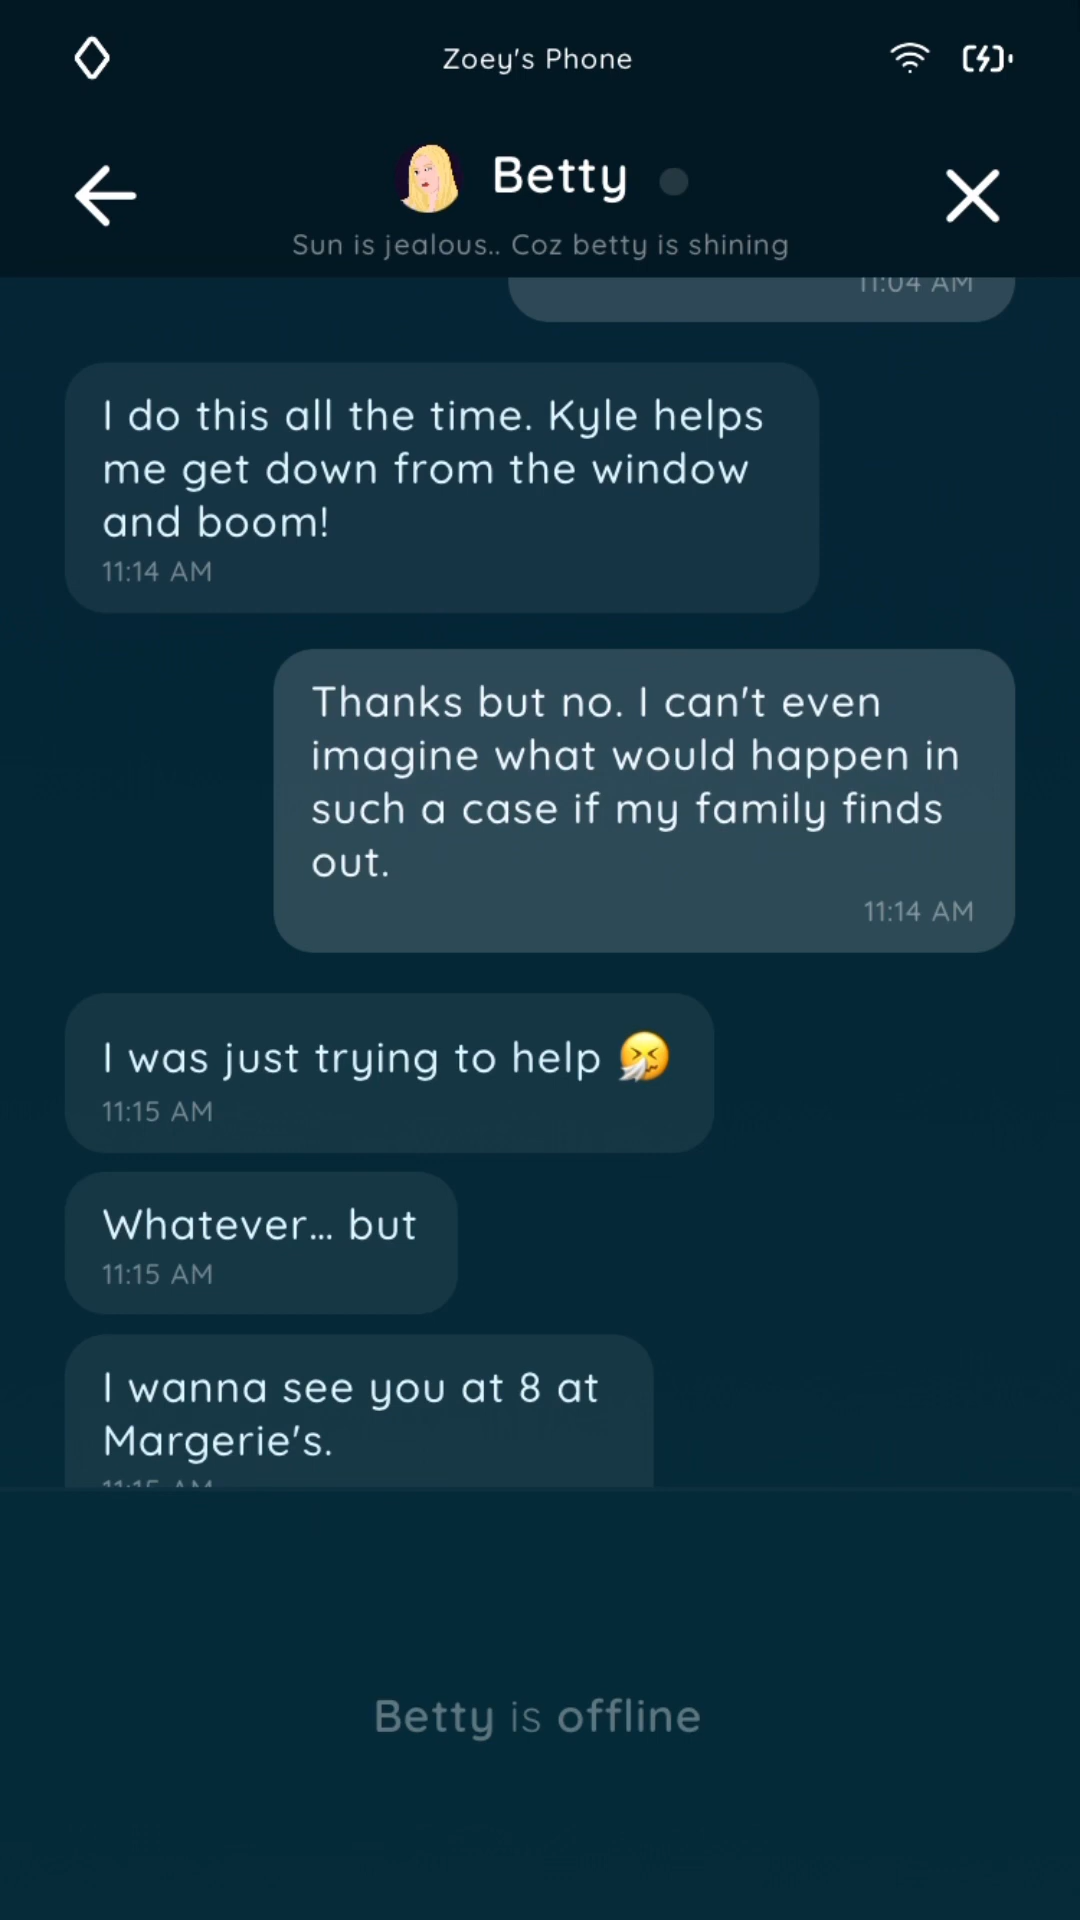 Zoey's Phone
Betty
Sun is jealous.. Coz betty is shining
11:04 AM
I do this all the time. Kyle helps
me get down from the window
and boom!
11:14 AM
Thanks but no. I can't even
imagine what would happen in
such a case if my family finds
out.
11:14 AM
I was just trying to help 🤧
11:15 AM
Whatever... but
11:15 AM
I wanna see you at 8 at
Margerie's.
11:15 AM
Betty is offline